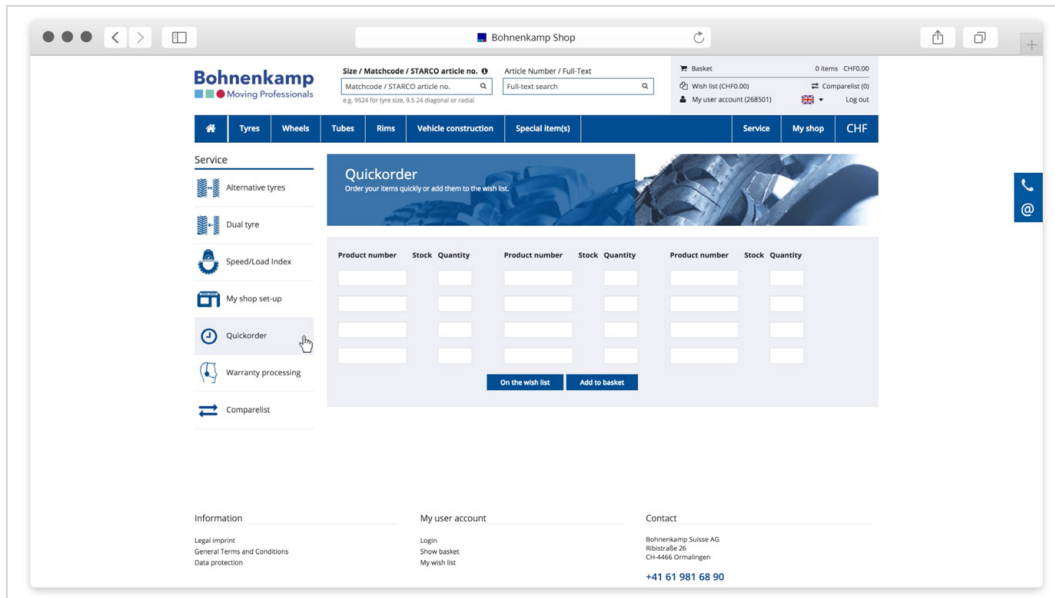 Bohnenkamp Shop
Bohnenkamp
Moving Professionals
Size / Matchcode / STARCO article no.
Matchcode / STARCO article no.
e.g. 9524 for tyre size, 9.5 24 diagonal or radial
Article Number / Full-Text
Full-text search
Basket 0 items CHF0.00
Wish list (CHF0.00) Comparelist (0)
My user account (268501) Log out
Tyres Wheels Tubes Rims Vehicle construction Special item(s) Service My shop CHF
Service
Alternative tyres
Dual tyre
Speed/Load Index
My shop set-up
Quickorder
Warranty processing
Comparelist
Quickorder
Order your items quickly or add them to the wish list.
@
Product number Stock Quantity Product number Stock Quantity Product number Stock Quantity
On the wish list Add to basket
Information
Legal imprint
General Terms and Conditions
Data protection
My user account
Login
Show basket
My wish list
Contact
Bohnenkamp Suisse AG
Ribistraße 26
CH-4466 Ormalingen
+41 61 981 68 90